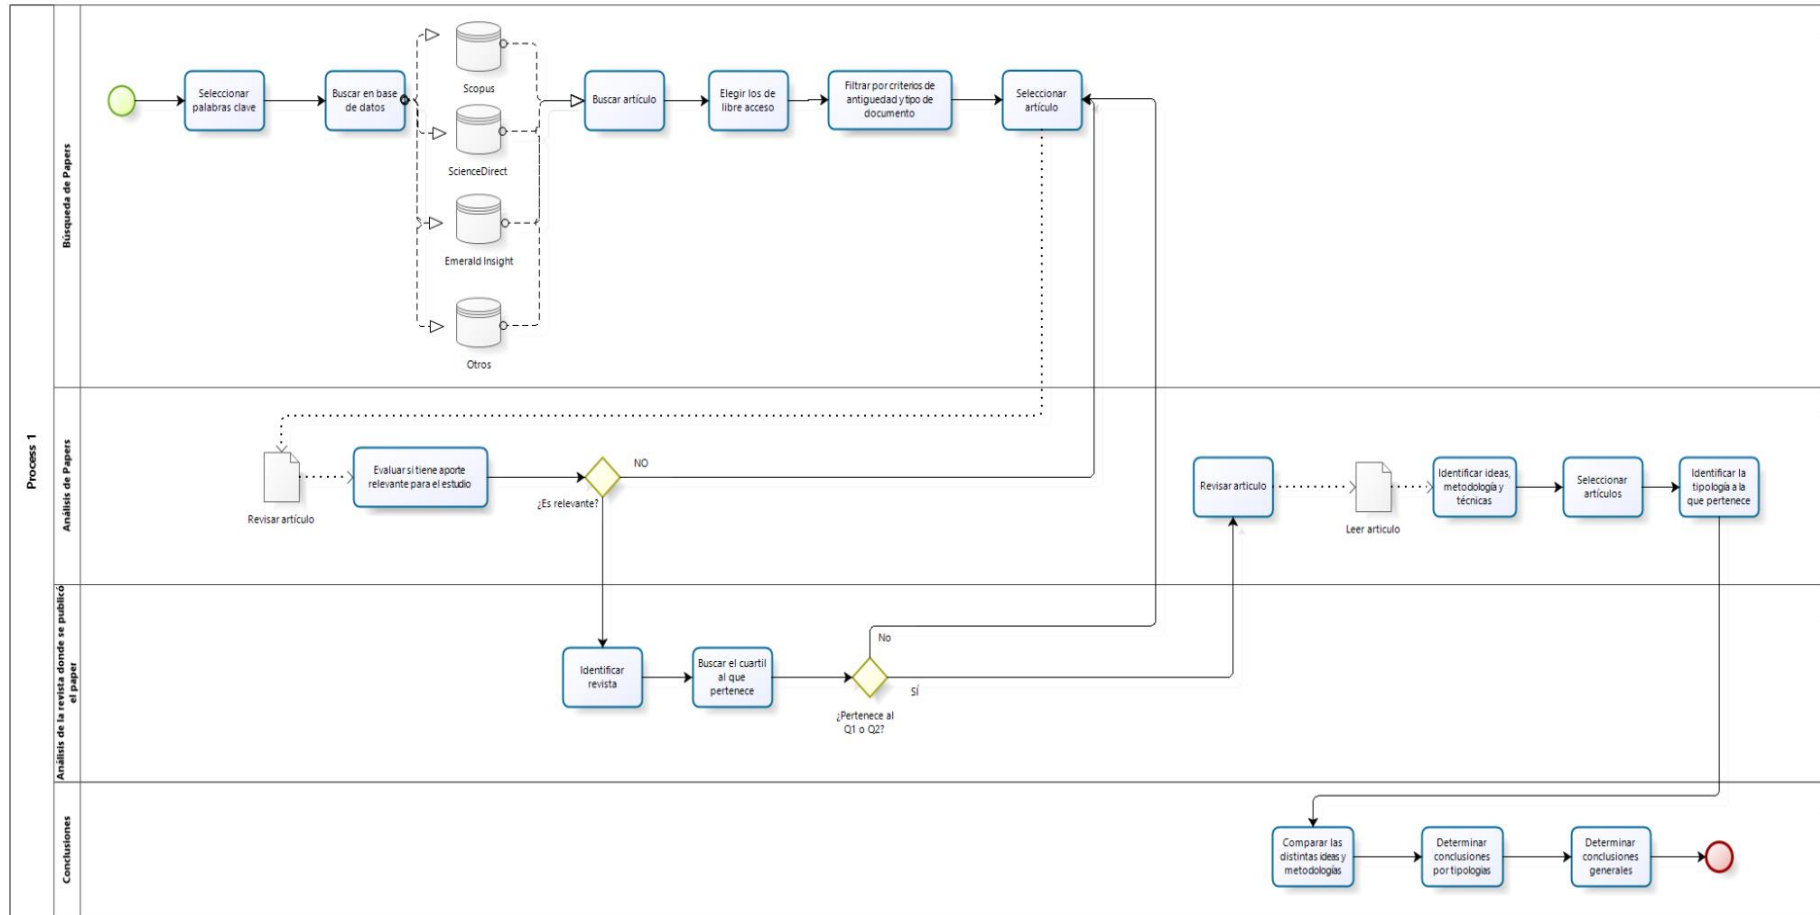 Process 1
Búsqueda de Papers
Seleccionar
palabras clave
Buscar en base
de datos
Scopus
ScienceDirect
Emerald Insight
Otros
Buscar artículo
Elegir los de
libre acceso
Filtrar por criterios de
antiguedad y tipo de
documento
Seleccionar
artículo
Análisis de Papers
Revisar artículo
Evaluar si tiene aporte
relevante para el estudio
¿Es relevante?
NO
Revisar articulo
Leer articulo
Identificar ideas,
metodología y
técnicas
Seleccionar
artículos
Identificar la
tipología a la
que pertenece
Análisis de la revista donde se publicó
el paper
Identificar
revista
Buscar el cuartil
al que
pertenece
¿Pertenece al
Q1 o Q2?
No
SÍ
Conclusiones
Comparar las
distintas ideas y
metodologías
Determinar
conclusiones
por tipologías
Determinar
conclusiones
generales